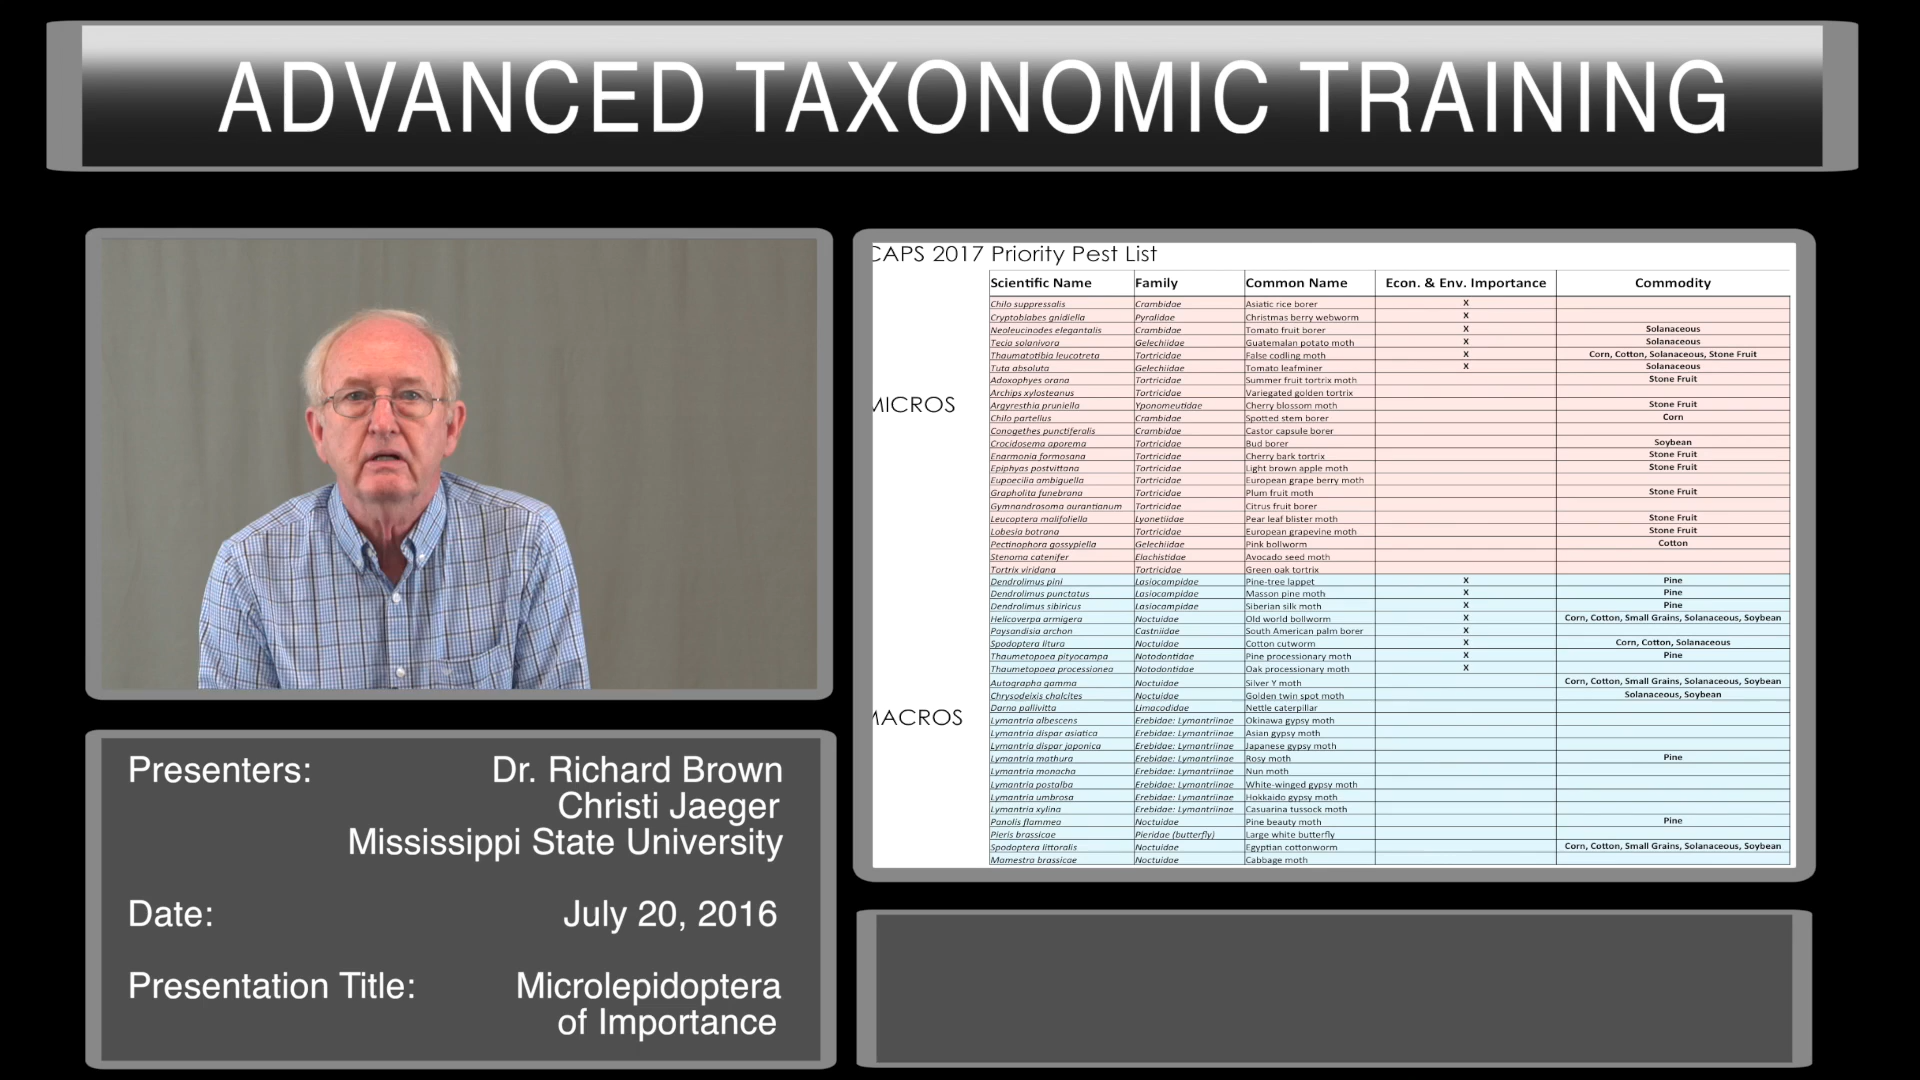 ADVANCED TAXONOMIC TRAINING
CAPS 2017 Priority Pest List
Scientific Name Family Common Name Econ. & Env. Importance Commodity
Chilo suppressalis Crambidae Asiatic rice borer X
Cryptoblabes gnidiella Pyralidae Christmas berry webworm X
Neoleucinodes elegantalis Crambidae Tomato fruit borer X Solanaceous
Tecia solanivora Gelechiidae Guatemalan potato moth X Solanaceous
Thaumatotibia leucotreta Tortricidae False codling moth X Corn, Cotton, Solanaceous, Stone Fruit
Tuta absoluta Gelechiidae Tomato leafminer X Solanaceous
Adoxophyes orana Tortricidae Summer fruit tortrix moth Stone Fruit
Archips xylosteanus Tortricidae Variegated golden tortrix
MICROS
Argyresthia pruniella Yponomeutidae Cherry blossom moth Stone Fruit
Chilo partellus Crambidae Spotted stem borer Corn
Conogethes punctiferalis Crambidae Castor capsule borer
Crocidosema aporema Tortricidae Bud borer Soybean
Enarmonia formosana Tortricidae Cherry bark tortrix Stone Fruit
Epiphyas postvittana Tortricidae Light brown apple moth Stone Fruit
Eupoecilia ambiguella Tortricidae European grape berry moth
Grapholita funebrana Tortricidae Plum fruit moth Stone Fruit
Gymnandrosoma aurantianum Tortricidae Citrus fruit borer
Leucoptera malifoliella Lyonetiidae Pear leaf blister moth Stone Fruit
Lobesia botrana Tortricidae European grapevine moth Stone Fruit
Pectinophora gossypiella Gelechiidae Pink bollworm Cotton
Stenoma catenifer Elachistidae Avocado seed moth
Tortrix viridana Tortricidae Green oak tortrix
Dendrolimus pini Lasiocampidae Pine-tree lappet X Pine
Dendrolimus punctatus Lasiocampidae Masson pine moth X Pine
Dendrolimus sibiricus Lasiocampidae Siberian silk moth X Pine
Helicoverpa armigera Noctuidae Old world bollworm X Corn, Cotton, Small Grains, Solanaceous, Soybean
Paysandisia archon Castniidae South American palm borer X
Spodoptera litura Noctuidae Cotton cutworm X Corn, Cotton, Solanaceous
Thaumetopoea pityocampa Notodontidae Pine processionary moth X Pine
Thaumetopoea processionea Notodontidae Oak processionary moth X
Autographa gamma Noctuidae Silver Y moth Corn, Cotton, Small Grains, Solanaceous, Soybean
Chrysodeixis chalcites Noctuidae Golden twin spot moth Solanaceous, Soybean
Darna pallivitta Limacodidae Nettle caterpillar
MACROS
Lymantria albescens Erebidae: Lymantriinae Okinawa gypsy moth
Lymantria dispar asiatica Erebidae: Lymantriinae Asian gypsy moth
Lymantria dispar japonica Erebidae: Lymantriinae Japanese gypsy moth
Lymantria mathura Erebidae: Lymantriinae Rosy moth Pine
Lymantria monacha Erebidae: Lymantriinae Nun moth
Lymantria postalba Erebidae: Lymantriinae White-winged gypsy moth
Lymantria umbrosa Erebidae: Lymantriinae Hokkaido gypsy moth
Lymantria xylina Erebidae: Lymantriinae Casuarina tussock moth
Panolis flammea Noctuidae Pine beauty moth Pine
Pieris brassicae Pieridae (butterfly) Large white butterfly
Spodoptera littoralis Noctuidae Egyptian cottonworm Corn, Cotton, Small Grains, Solanaceous, Soybean
Mamestra brassicae Noctuidae Cabbage moth
Presenters: Dr. Richard Brown
Christi Jaeger
Mississippi State University
Date: July 20, 2016
Presentation Title: Microlepidoptera
of Importance